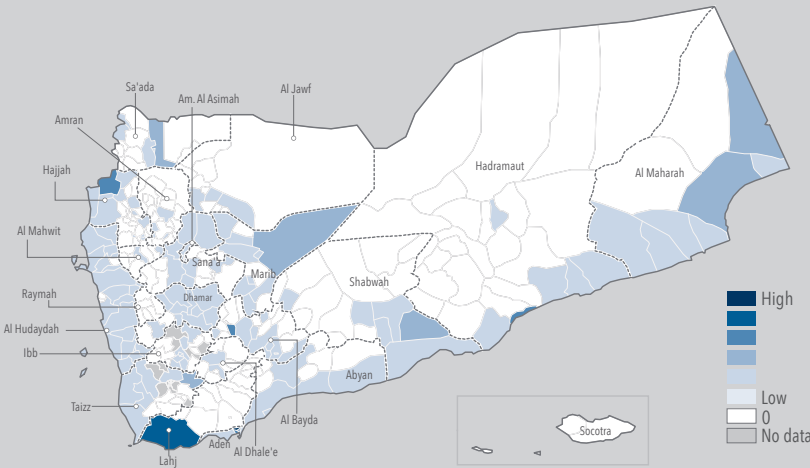 Sa'ada
Am. Al Asimah
Al Jawf
Amran
Hajjah
Hadramaut
Al Maharah
Al Mahwit
Sana'a
Marib
Shabwah
Raymah
Dhamar
Al Hudaydah
Ibb
Abyan
Taizz
Al Bayda
Aden
Al Dhale'e
Lahj
Socotra
High
Low
0
No data